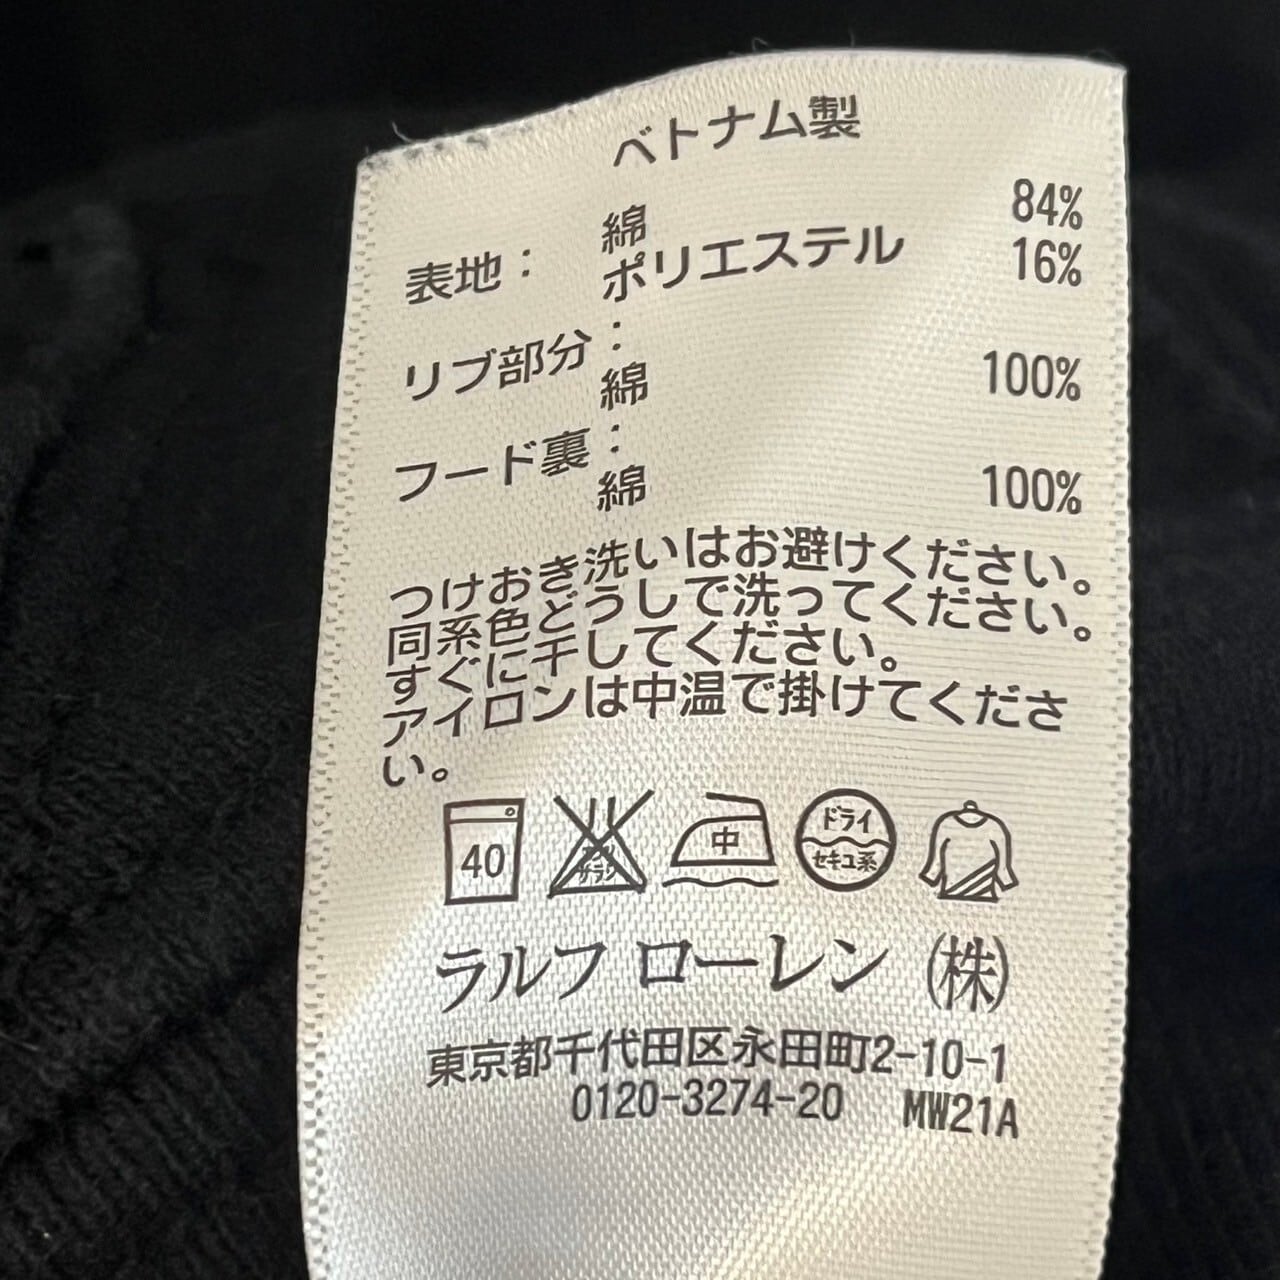 ベトナム製
表地： 綿 84%
ポリエステル 16%
リブ部分：
綿 100%
フード裏：
綿 100%
つけおき洗いはお避けください。
同系色どうしで洗ってください。
すぐに干してください。
アイロンは中温で掛けてくださ
い。
40 エンソ サラシ 中 ドライ セキユ系
ラルフ ローレン (株)
東京都千代田区永田町2-10-1
0120-3274-20 MW21A